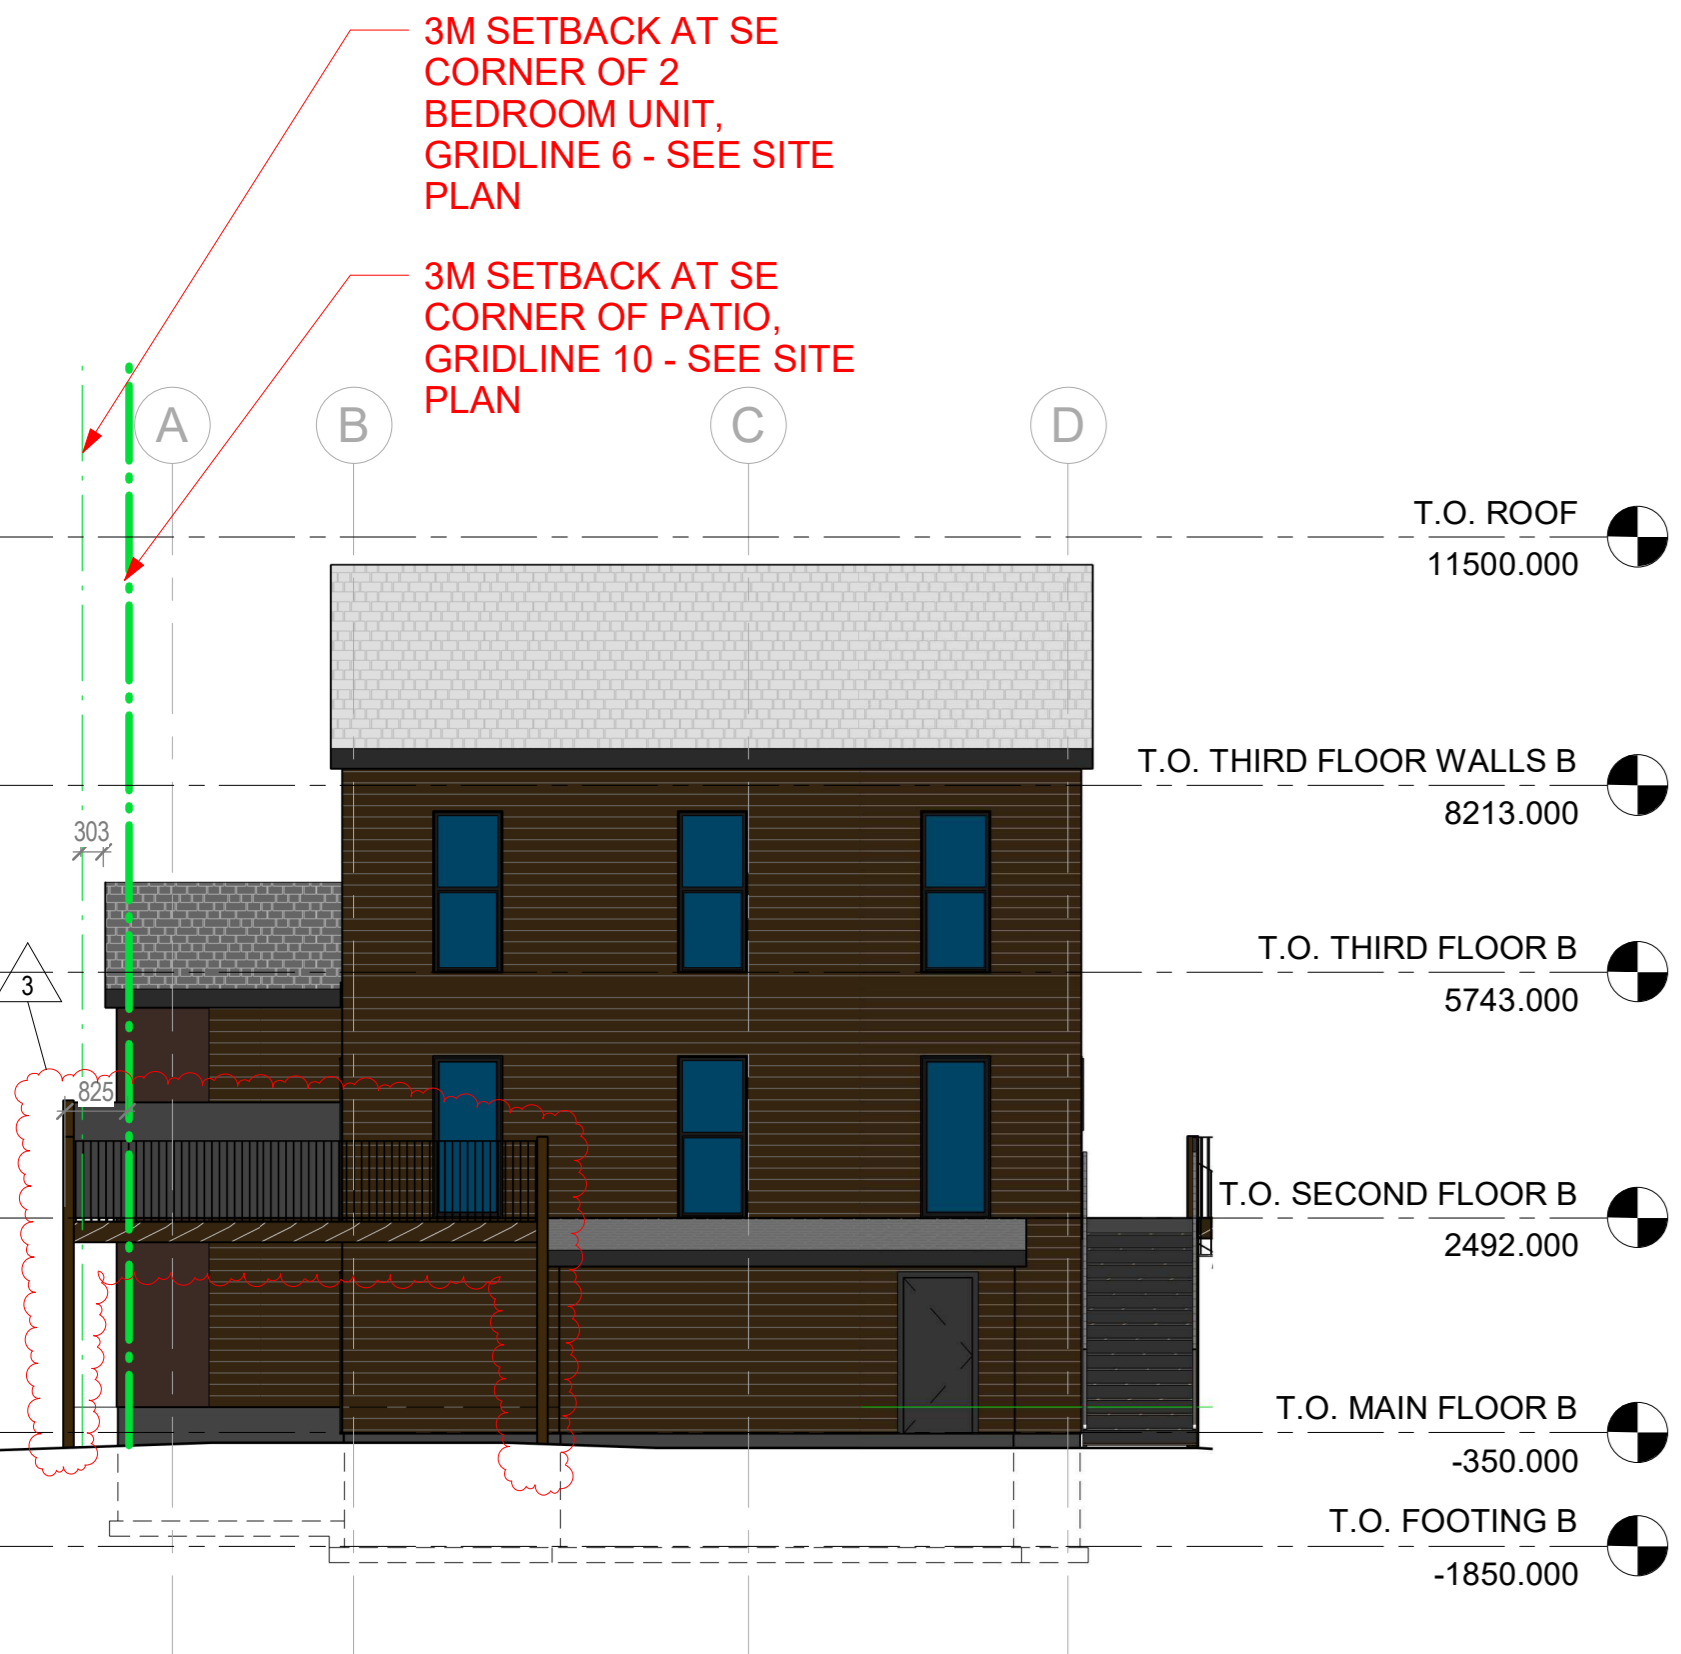 3M SETBACK AT SE
CORNER OF 2
BEDROOM UNIT,
GRIDLINE 6 - SEE SITE
PLAN
3M SETBACK AT SE
CORNER OF PATIO,
GRIDLINE 10 - SEE SITE
PLAN
A
B
C
D
T.O. ROOF
11500.000
T.O. THIRD FLOOR WALLS B
8213.000
303
T.O. THIRD FLOOR B
5743.000
3
825
T.O. SECOND FLOOR B
2492.000
T.O. MAIN FLOOR B
-350.000
T.O. FOOTING B
-1850.000